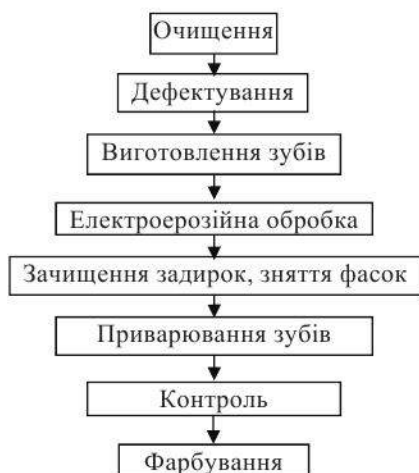 Очищення
Дефектування
Виготовлення зубів
Електроерозійна обробка
Зачищення задирок, зняття фасок
Приварювання зубів
Контроль
Фарбування